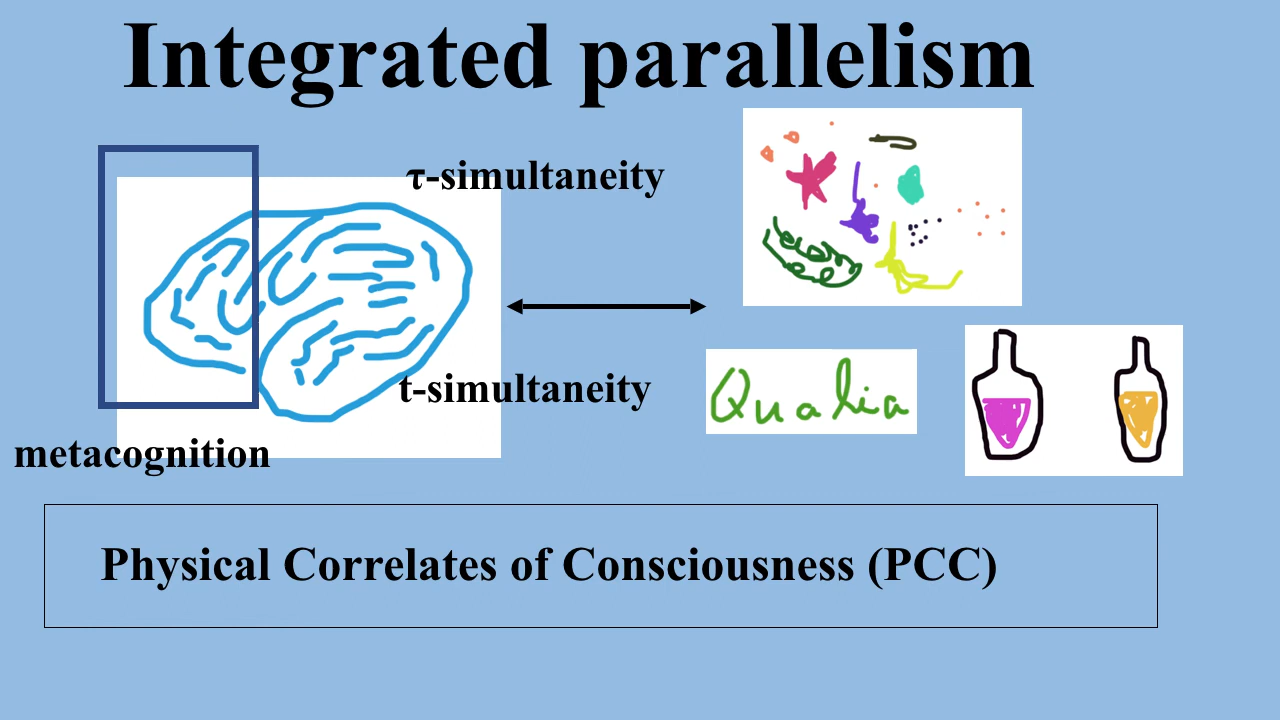 Integrated parallelism
τ-simultaneity
t-simultaneity
Qualia
metacognition
Physical Correlates of Consciousness (PCC)